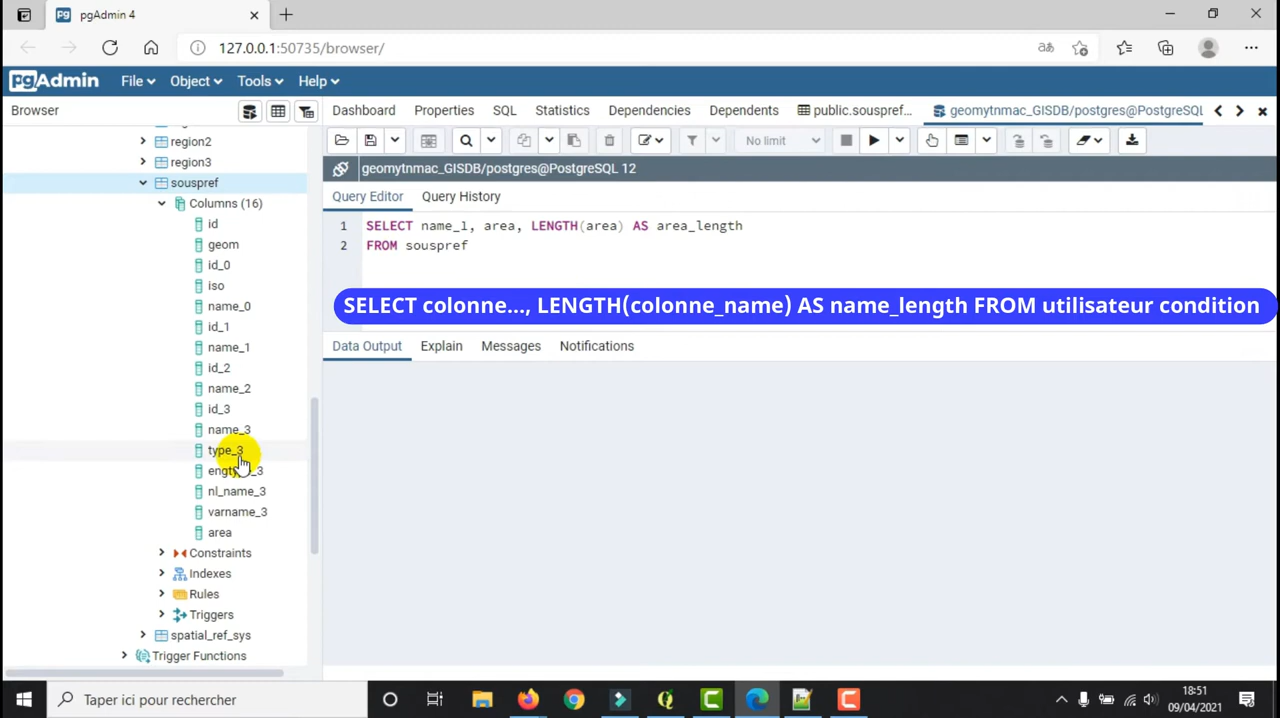 pgAdmin 4
127.0.0.1:50735/browser/
pgAdmin File Object Tools Help
Browser
Dashboard Properties SQL Statistics Dependencies Dependents public.souspref... geomytnmac_GISDB/postgres@PostgreSQL
No limit
geomytnmac_GISDB/postgres@PostgreSQL 12
Query Editor Query History
1 SELECT name_1, area, LENGTH(area) AS area_length
2 FROM souspref
SELECT colonne..., LENGTH(colonne_name) AS name_length FROM utilisateur condition
Data Output Explain Messages Notifications
region2
region3
souspref
Columns (16)
id
geom
id_0
iso
name_0
id_1
name_1
id_2
name_2
id_3
name_3
type_3
nl_name_3
varname_3
area
Constraints
Indexes
Rules
Triggers
spatial_ref_sys
Trigger Functions
Taper ici pour rechercher
18:51
09/04/2021